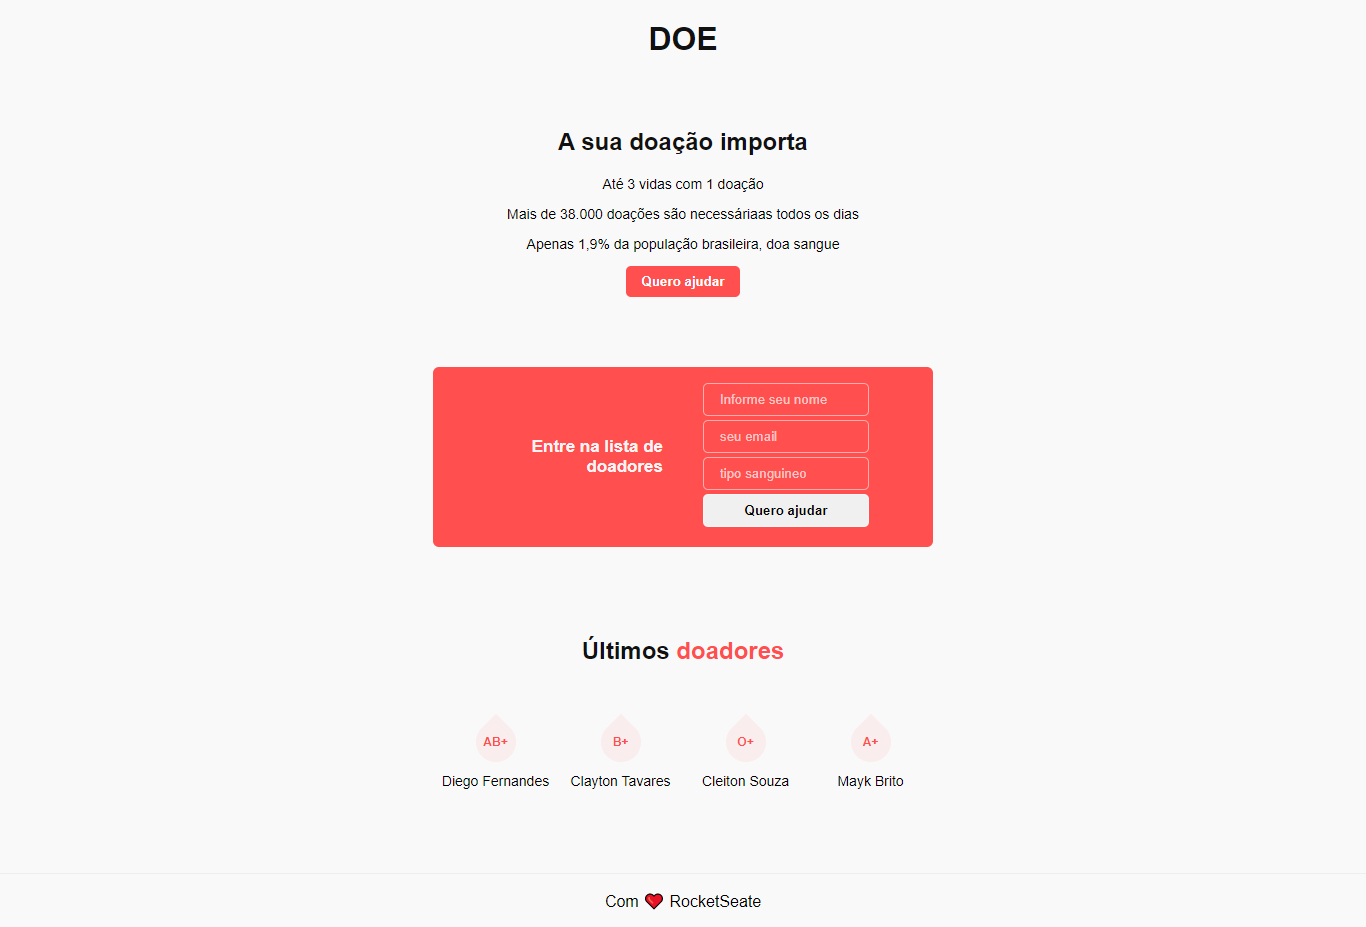 DOE
A sua doação importa
Até 3 vidas com 1 doação
Mais de 38.000 doações são necessáriaas todos os dias
Apenas 1,9% da população brasileira, doa sangue
Quero ajudar
Entre na lista de
doadores
Informe seu nome
seu email
tipo sanguineo
Quero ajudar
Últimos doadores
AB+
Diego Fernandes
B+
Clayton Tavares
O+
Cleiton Souza
A+
Mayk Brito
Com ❤ RocketSeate